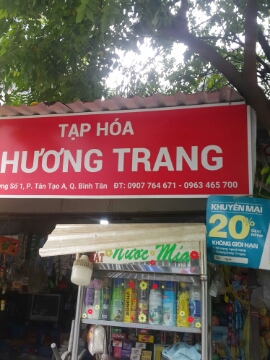 TẠP HÓA
HƯƠNG TRANG
ng Số 1, P. Tân Tạo A, Q. Bình Tân ĐT: 0907 764 671 - 0963 465 700
KHUYẾN MẠI
20%
KHÔNG GIỚI HẠN
Nước Mía